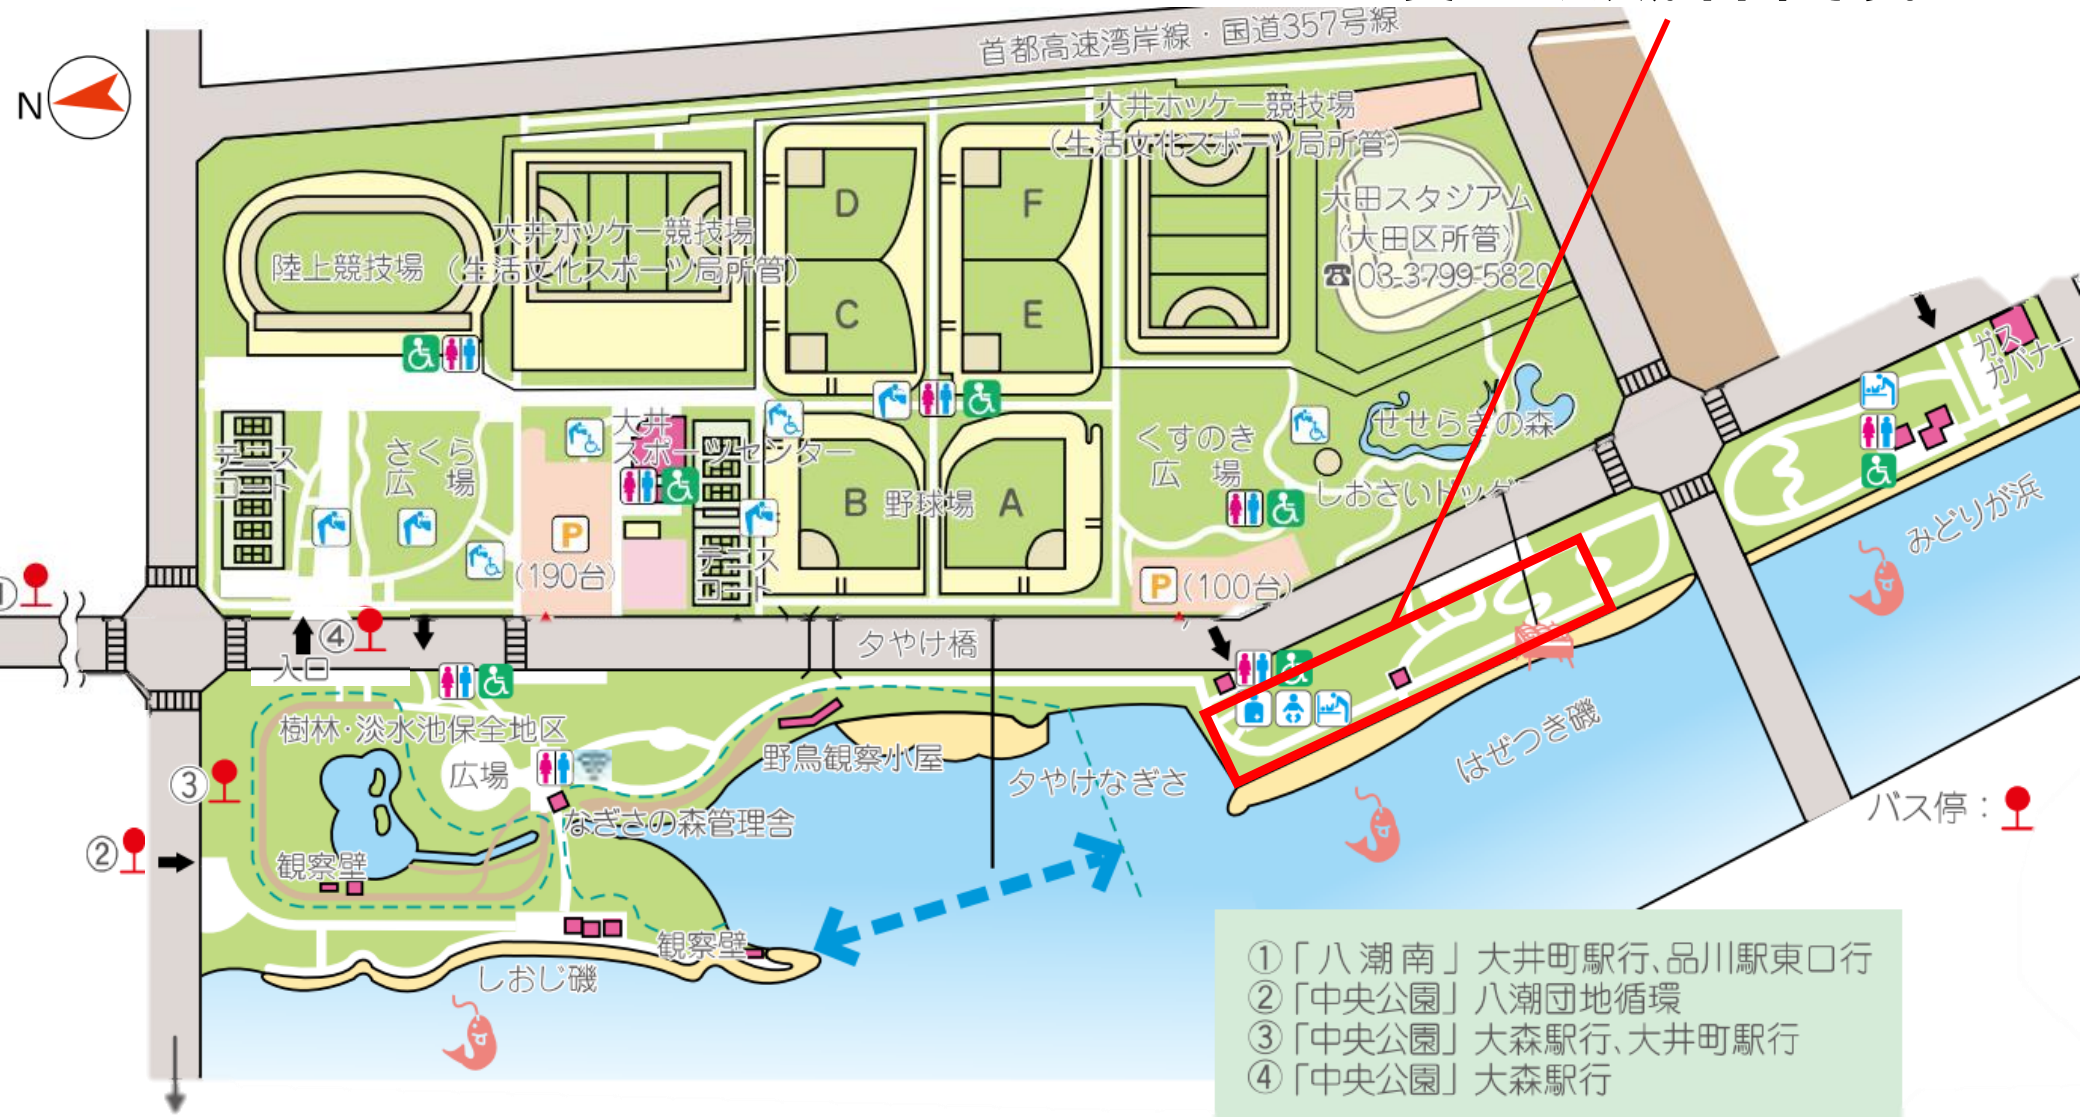 首都高速湾岸線・国道357号線
N
大井ホッケー競技場
(生活文化スポーツ局所管)
大田スタジアム
(大田区所管)
☎03-3799-5820
大井ホッケー競技場
(生活文化スポーツ局所管)
陸上競技場
D
F
C
E
B
野球場
A
テニス
コート
さくら
広場
大井
スポーツセンター
テニス
コート
P
(190台)
くすのき
広場
せせらぎの森
しおさいドッグ
P
(100台)
ガス
ガバナー
みどりが浜
①
④
入口
夕やけ橋
樹林・淡水池保全地区
広場
野鳥観察小屋
夕やけなぎさ
はぜつき磯
③
なぎさの森管理舎
②
観察壁
観察壁
しおじ磯
バス停：
①「八潮南」大井町駅行、品川駅東口行
②「中央公園」八潮団地循環
③「中央公園」大森駅行、大井町駅行
④「中央公園」大森駅行